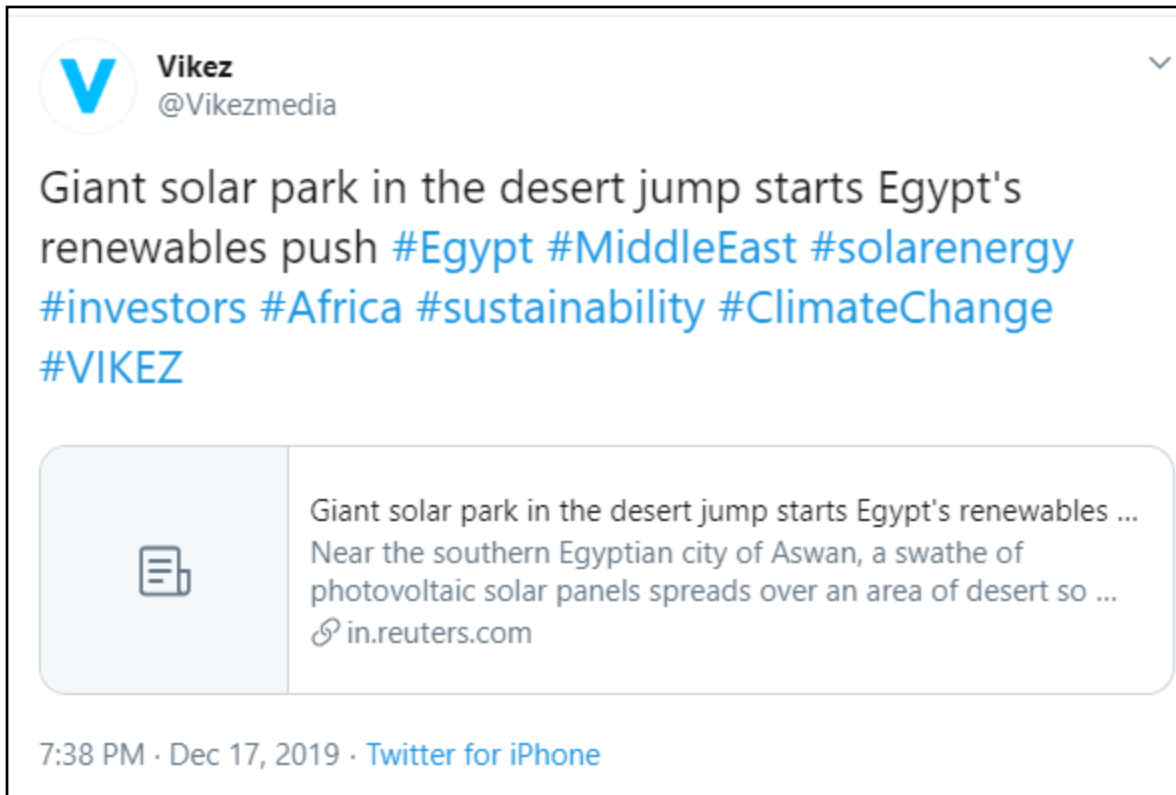 V
Vikez
@Vikezmedia
Giant solar park in the desert jump starts Egypt's
renewables push #Egypt #MiddleEast #solarenergy
#investors #Africa #sustainability #ClimateChange
#VIKEZ
Giant solar park in the desert jump starts Egypt's renewables ...
Near the southern Egyptian city of Aswan, a swathe of
photovoltaic solar panels spreads over an area of desert so ...
in.reuters.com
7:38 PM · Dec 17, 2019 · Twitter for iPhone